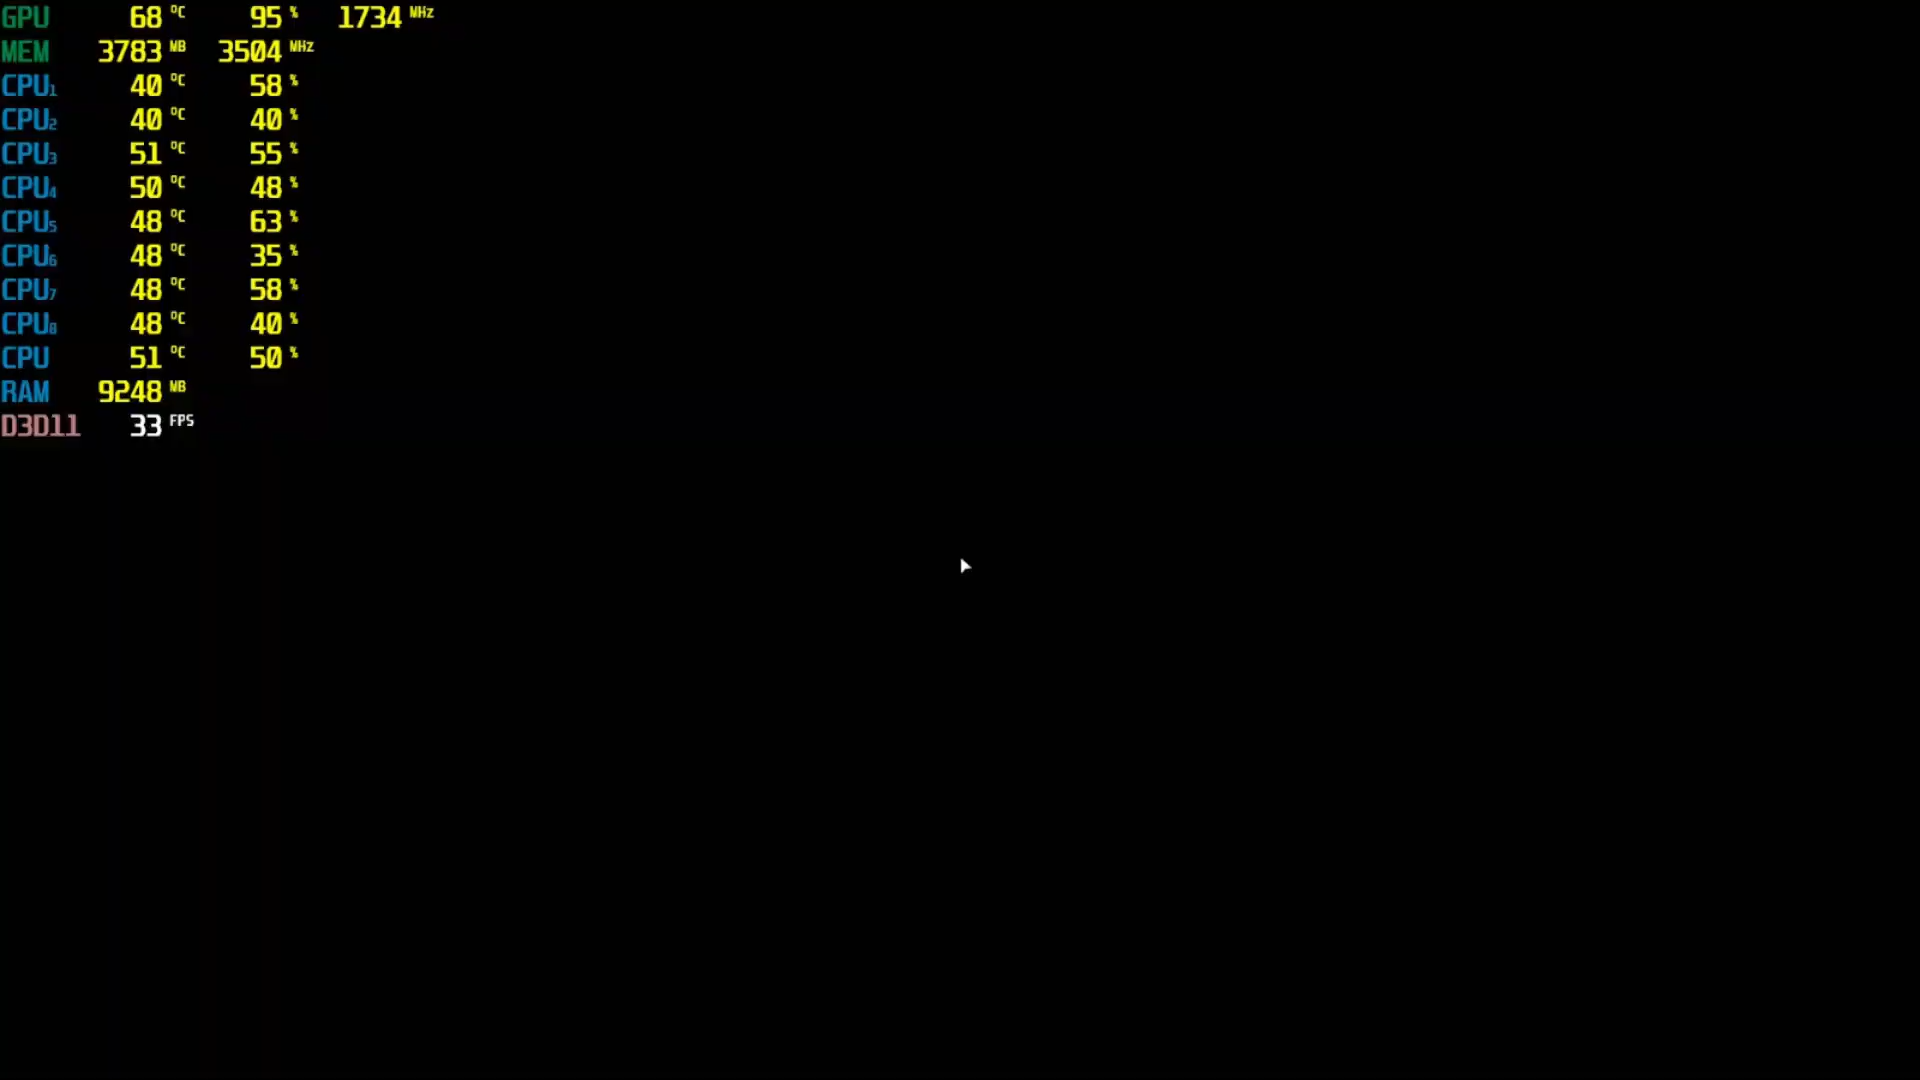 GPU 68 °C 95 % 1734 MHz
MEM 3783 MB 3504 MHz
CPU1 40 °C 58 %
CPU2 40 °C 40 %
CPU3 51 °C 55 %
CPU4 50 °C 48 %
CPU5 48 °C 63 %
CPU6 48 °C 35 %
CPU7 48 °C 58 %
CPU8 48 °C 40 %
CPU 51 °C 50 %
RAM 9248 MB
D3D11 33 FPS